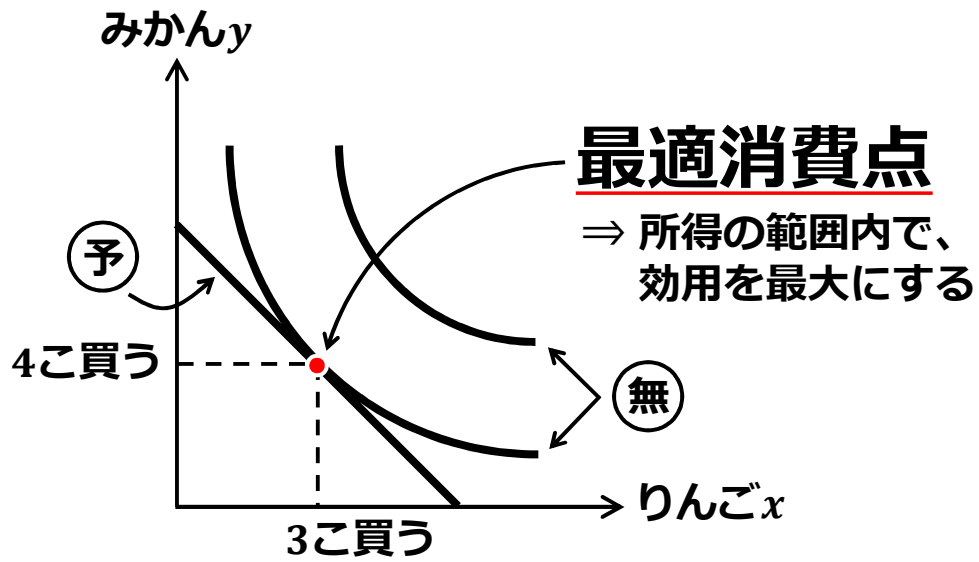 みかんy
最適消費点
⇒ 所得の範囲内で、
効用を最大にする
予
4こ買う
無
りんごx
3こ買う